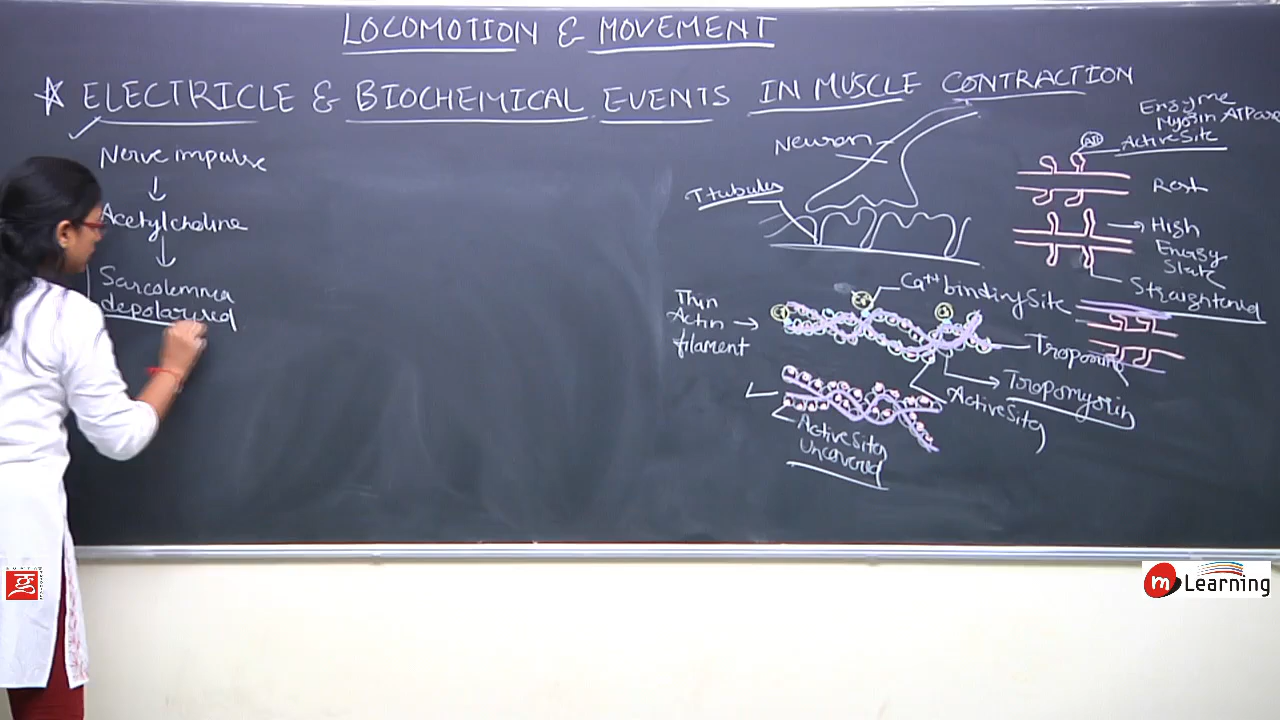 LOCOMOTION & MOVEMENT
☆ ELECTRICLE & BIOCHEMICAL EVENTS IN MUSCLE CONTRACTION
Nerve impulse
↓
Acetylcholine
↓
Sarcolemma
depolarised
Neuron
T tubules
Enzyme
Myosin ATPase
Active Site
Rest
→ High
Energy
State
Straightened
Ca++ binding Site
Thin
Actin →
filament
Troponin
Tropomyosin
Active Site
Active Site
Uncovered
m Learning